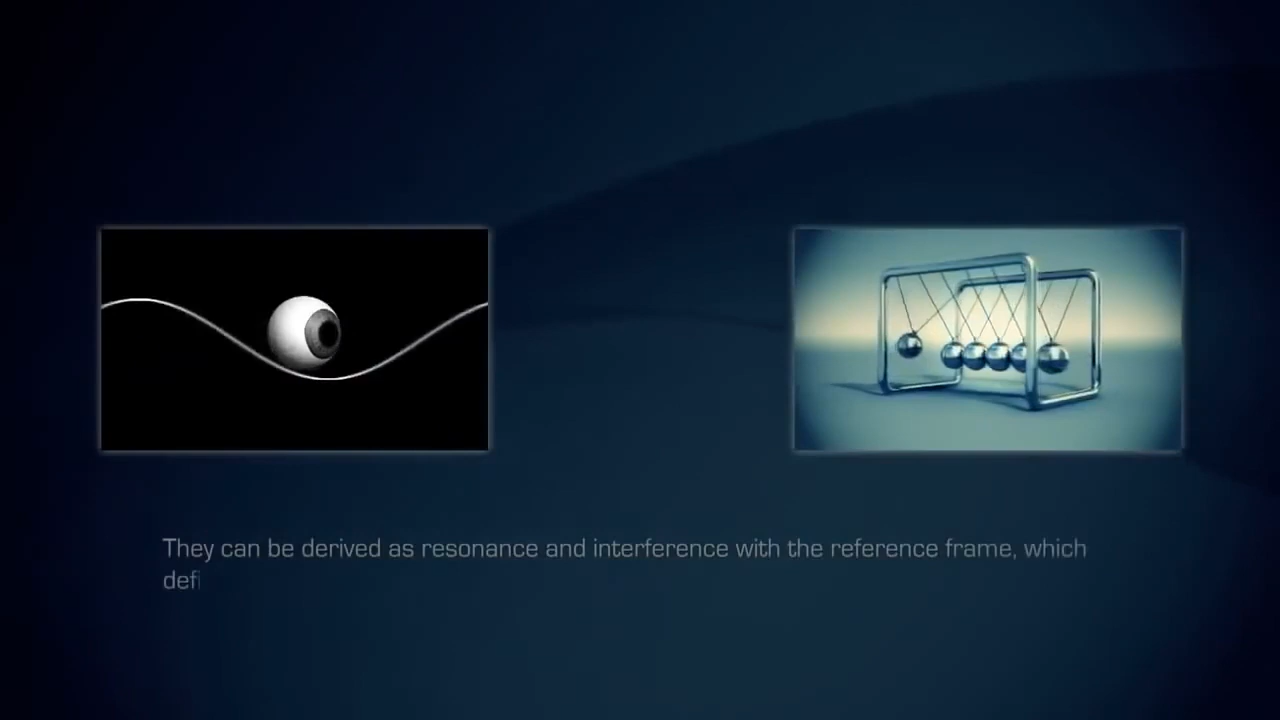 They can be derived as resonance and interference with the reference frame, which
defi